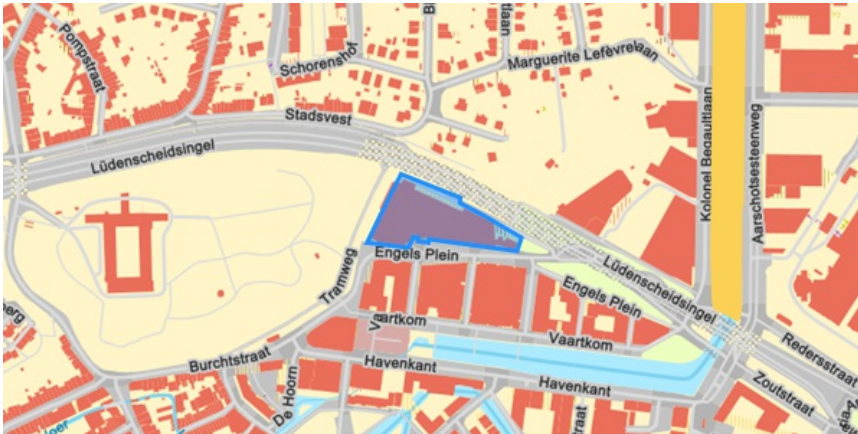 Pompstraat
Schorenshof
Marguerite Lefèvrelaan
Stadsvest
Lüdenscheidsingel
Kolonel Begaultlaan
Aarschotsesteenweg
Engels Plein
Tramweg
Lüdenscheidsingel
Engels Plein
Vaartkom
Burchtstraat
Havenkant
Vaartkom
Havenkant
De Hoorn
Redersstraat
Zoutstraat
straat